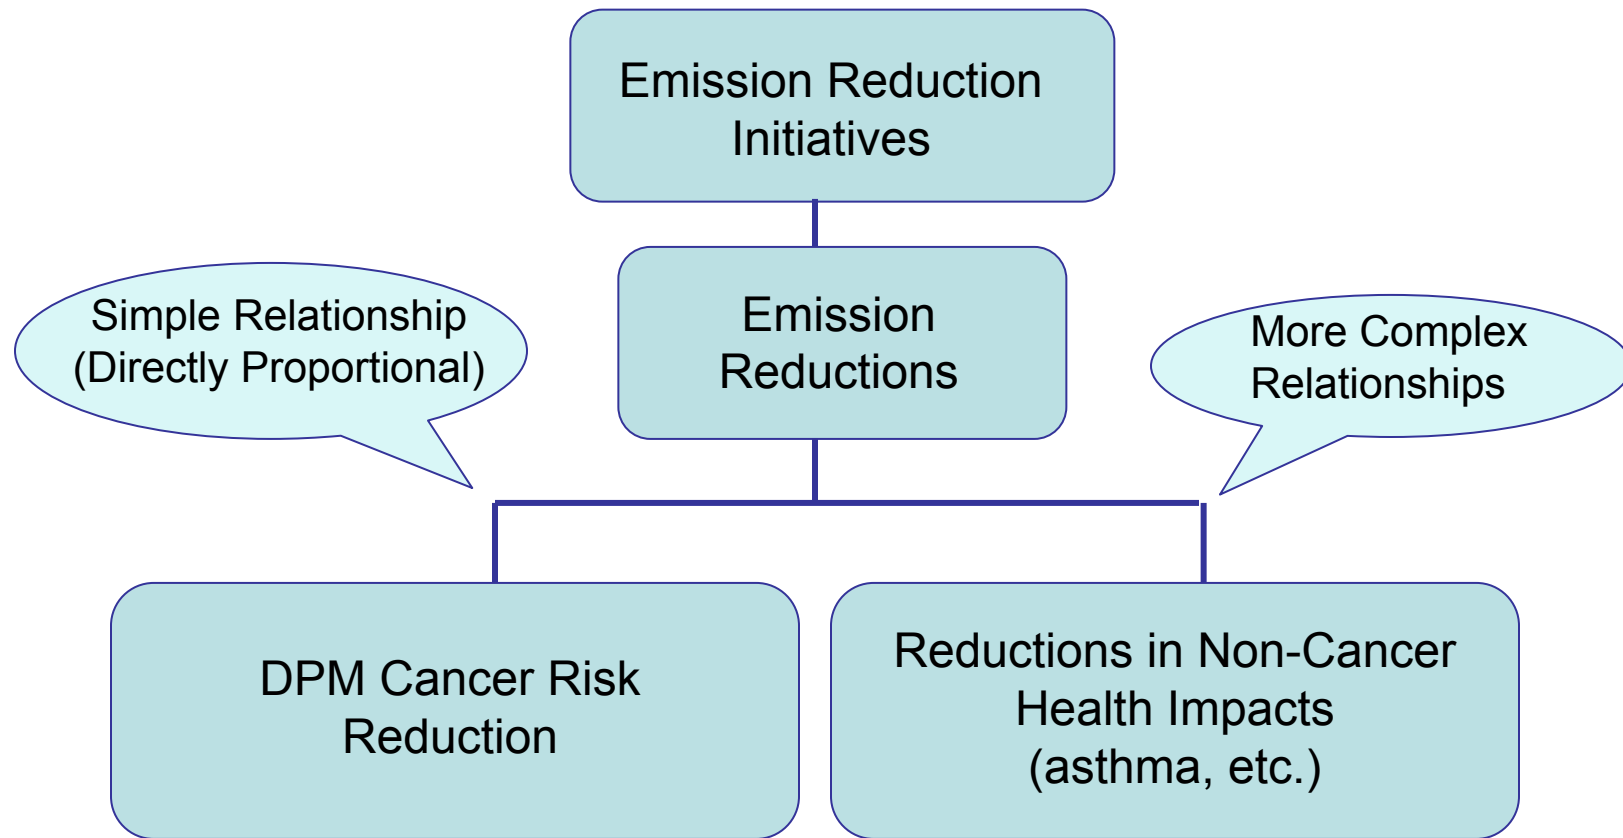 Emission Reduction
Initiatives
Emission
Reductions
Simple Relationship
(Directly Proportional)
More Complex
Relationships
DPM Cancer Risk
Reduction
Reductions in Non-Cancer
Health Impacts
(asthma, etc.)